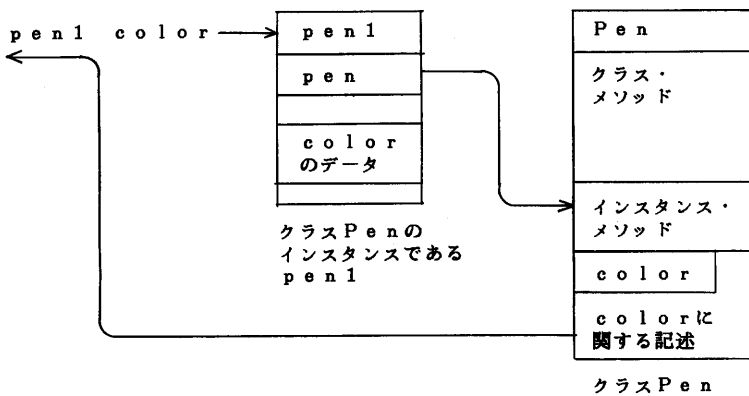 pen1 color
pen1
pen
color
のデータ
クラスPenの
インスタンスである
pen1
Pen
クラス・
メソッド
インスタンス・
メソッド
color
colorに
関する記述
クラスPen